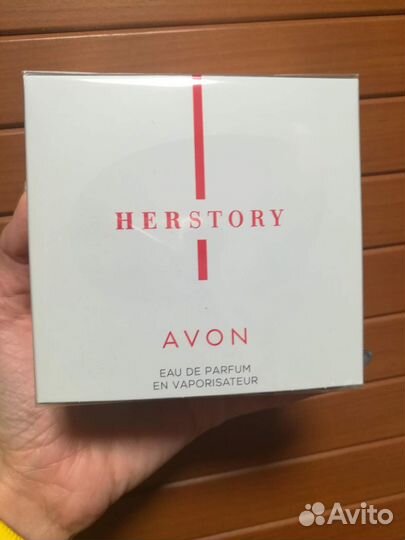 HERSTORY
AVON
EAU DE PARFUM
EN VAPORISATEUR
Avito